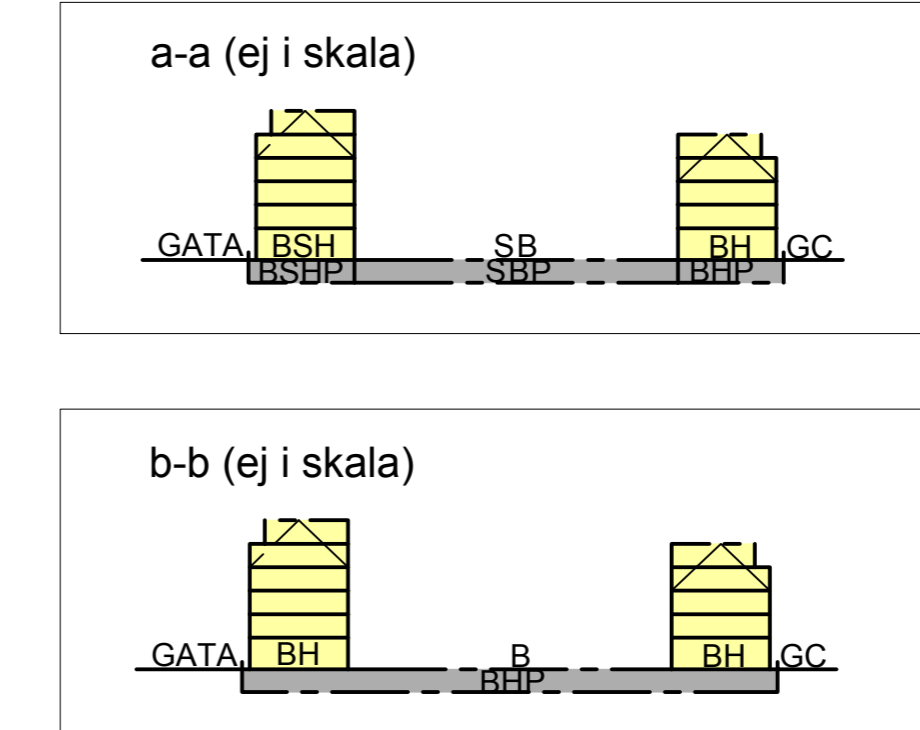 a-a (ej i skala)
GATA BSH SB BH GC
BSHP SBP BHP
b-b (ej i skala)
GATA BH B BH GC
BHP